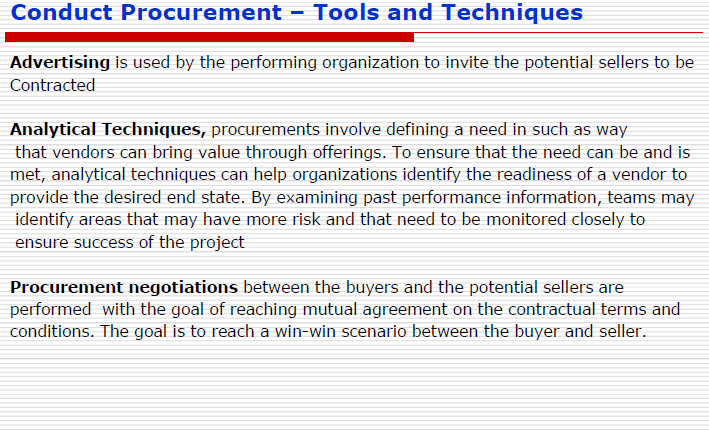 Conduct Procurement – Tools and Techniques
Advertising is used by the performing organization to invite the potential sellers to be
Contracted
Analytical Techniques, procurements involve defining a need in such as way
that vendors can bring value through offerings. To ensure that the need can be and is
met, analytical techniques can help organizations identify the readiness of a vendor to
provide the desired end state. By examining past performance information, teams may
identify areas that may have more risk and that need to be monitored closely to
ensure success of the project
Procurement negotiations between the buyers and the potential sellers are
performed  with the goal of reaching mutual agreement on the contractual terms and
conditions. The goal is to reach a win-win scenario between the buyer and seller.